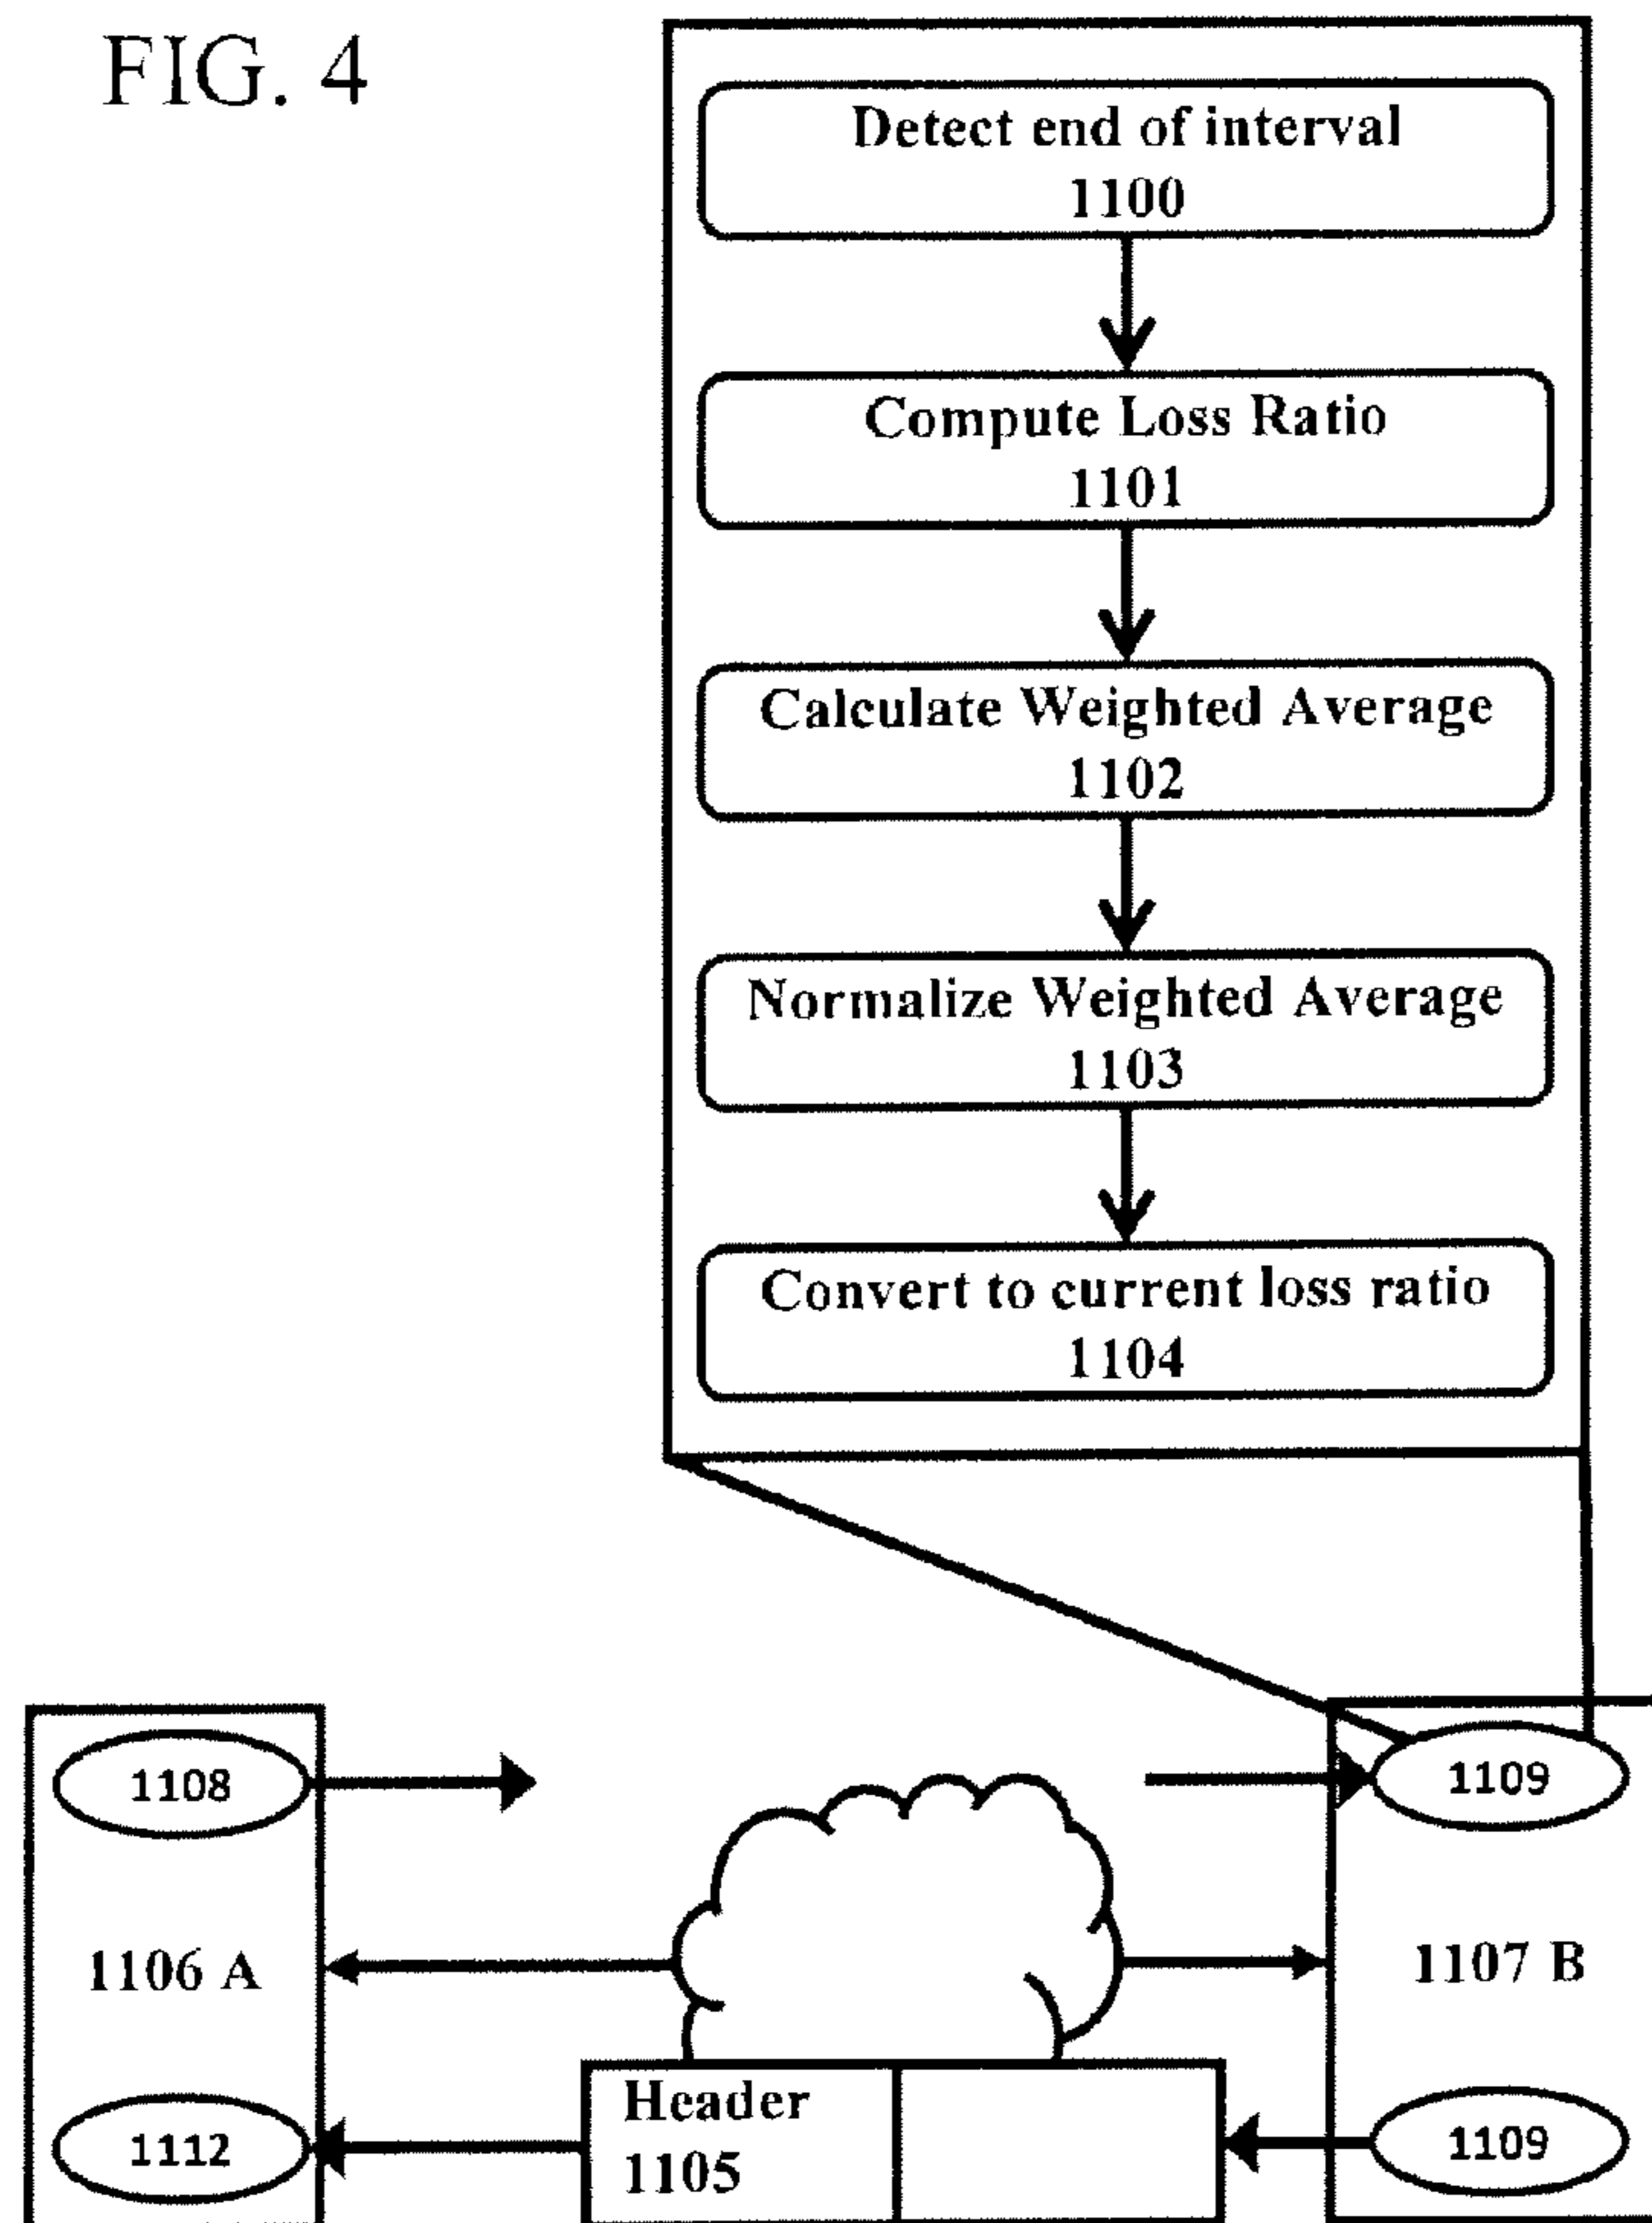 FIG. 4
Detect end of interval
1100
Compute Loss Ratio
1101
Calculate Weighted Average
1102
Normalize Weighted Average
1103
Convert to current loss ratio
1104
1108
1109
1106 A
1107 B
Header
1105
1112
1109